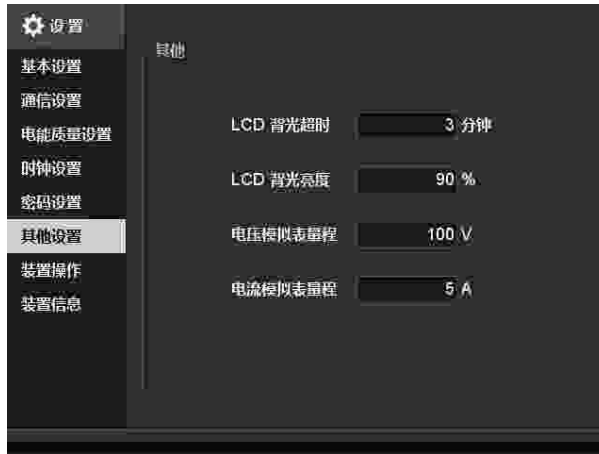 设置
基本设置
通信设置
电能质量设置
时钟设置
密码设置
其他设置
装置操作
装置信息
其他
LCD 背光超时 3 分钟
LCD 背光亮度 90 %
电压模拟表量程 100 V
电流模拟表量程 5 A